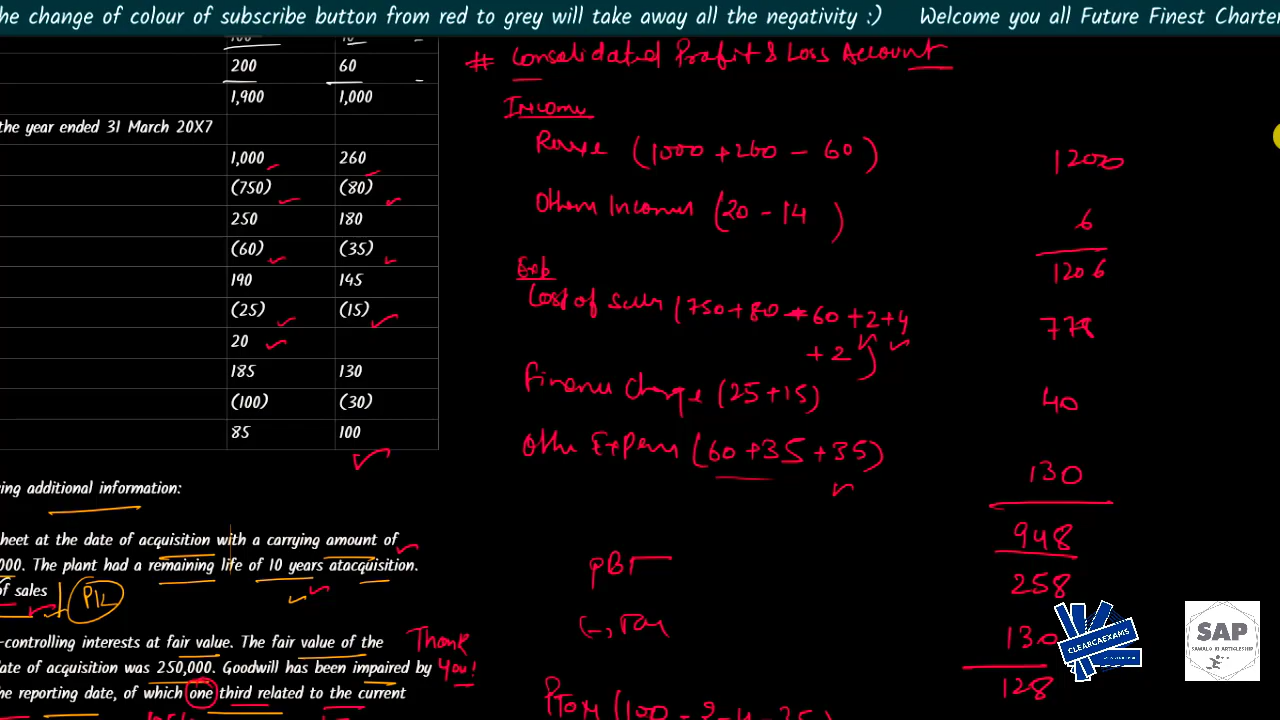 he change of colour of subscribe button from red to grey will take away all the negativity :) Welcome you all Future Finest Charter
200 60
1,900 1,000
the year ended 31 March 20X7
1,000 260
(750) (80)
250 180
(60) (35)
190 145
(25) (15)
20
185 130
(100) (30)
85 100
ing additional information:
heet at the date of acquisition with a carrying amount of
000. The plant had a remaining life of 10 years atacquisition.
of sales
-controlling interests at fair value. The fair value of the
late of acquisition was 250,000. Goodwill has been impaired by
he reporting date, of which one third related to the current
Thank
you!
# Consolidated Profit & Loss Account
Income
(1000 + 260 - 60) 1200
Others Income (20 - 14) 6
1206
Exp
Cost of (750 + 80 - 60 + 2 + 4
+ 2) 778
Finance Charge (25 + 15) 40
Othe Expens (60 + 35 + 35) 130
948
PBT 258
(-) Tax 130
128
CLEARCAEXAMS
SAP
SAMALO KI ARTICLESHIP